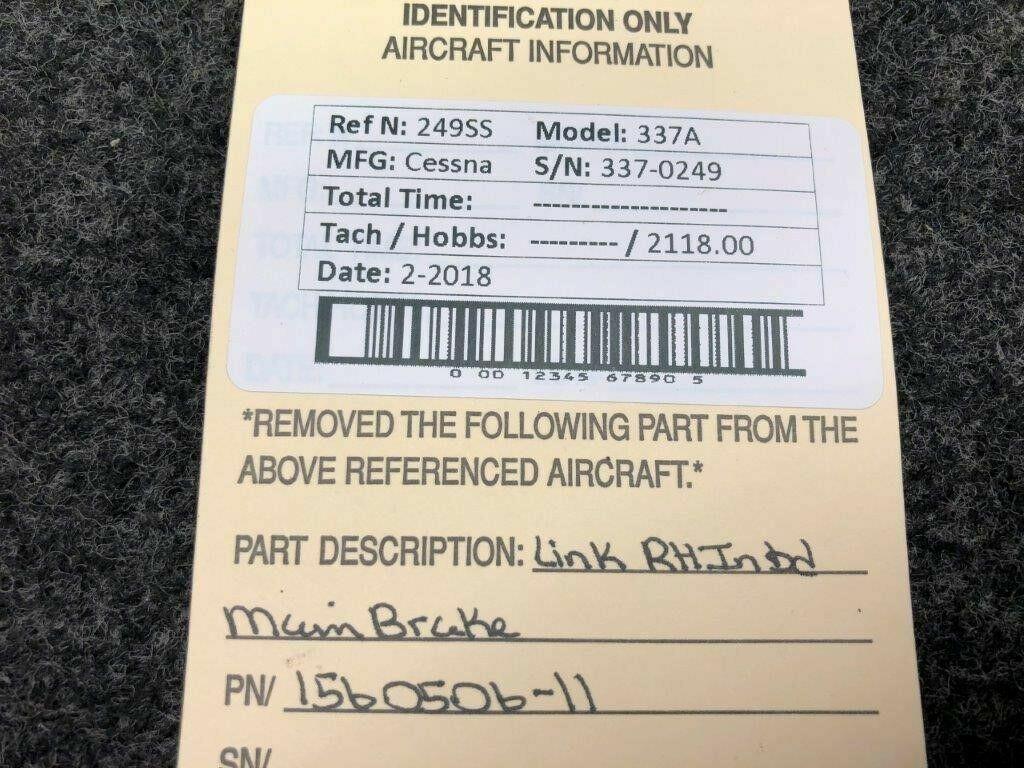 IDENTIFICATION ONLY
AIRCRAFT INFORMATION
Ref N: 249SS Model: 337A
MFG: Cessna S/N: 337-0249
Total Time: --------------------
Tach / Hobbs: --------- / 2118.00
Date: 2-2018
0 00 12345 67890 5
*REMOVED THE FOLLOWING PART FROM THE
ABOVE REFERENCED AIRCRAFT.*
PART DESCRIPTION: Link RH Inbd
Main Brake
PN/ 1560506-11
SN/